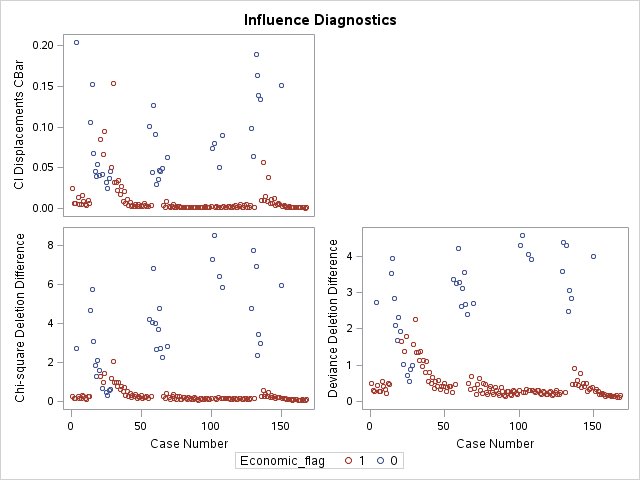 Influence Diagnostics
CI Displacements CBar
0.20
0.15
0.10
0.05
0.00
Chi-square Deletion Difference
8
6
4
2
0
0 50 100 150
Case Number
Deviance Deletion Difference
4
3
2
1
0
0 50 100 150
Case Number
Economic_flag 1 0